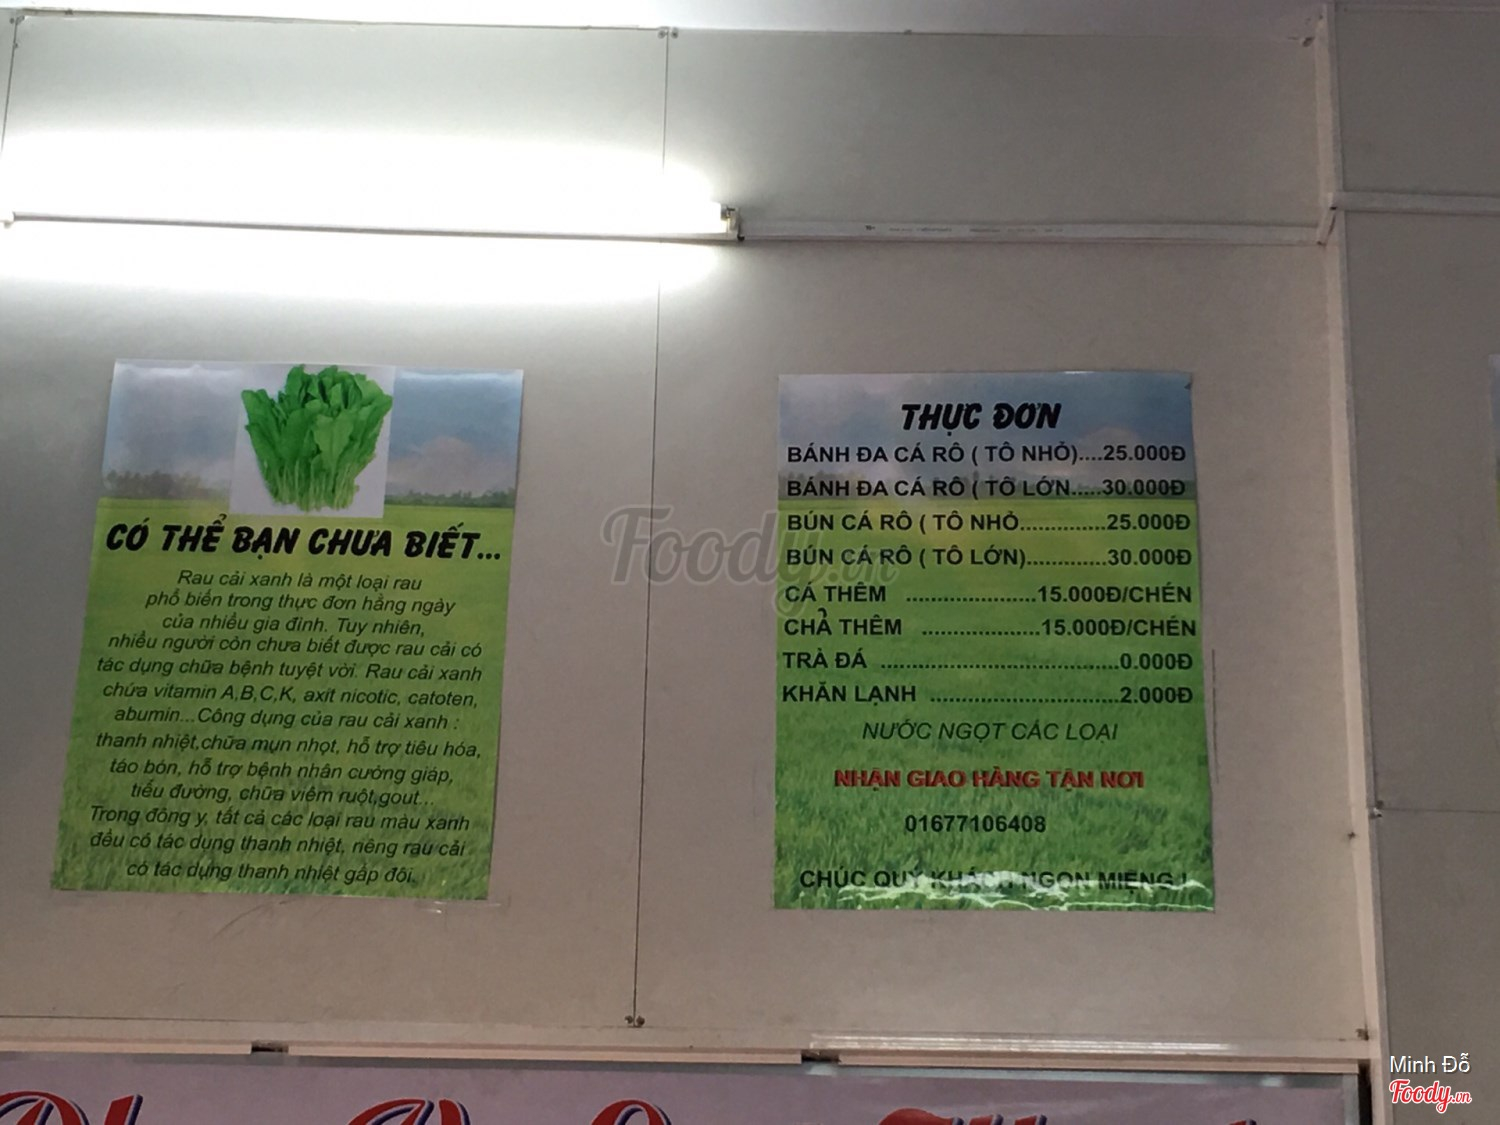 CÓ THỂ BẠN CHƯA BIẾT...
Rau cải xanh là một loại rau
phổ biến trong thực đơn hằng ngày
của nhiều gia đình. Tuy nhiên,
nhiều người còn chưa biết được rau cải có
tác dụng chữa bệnh tuyệt vời. Rau cải xanh
chứa vitamin A,B,C,K, axit nicotic, catoten,
abumin...Công dụng của rau cải xanh :
thanh nhiệt,chữa mụn nhọt, hỗ trợ tiêu hóa,
táo bón, hỗ trợ bệnh nhân cường giáp,
tiểu đường, chữa viêm ruột,gout...
Trong đông y, tất cả các loại rau màu xanh
đều có tác dụng thanh nhiệt, riêng rau cải
có tác dụng thanh nhiệt gấp đôi.
THỰC ĐƠN
BÁNH ĐA CÁ RÔ ( TÔ NHỎ)....25.000Đ
BÁNH ĐA CÁ RÔ ( TÔ LỚN.....30.000Đ
BÚN CÁ RÔ ( TÔ NHỎ..............25.000Đ
BÚN CÁ RÔ ( TÔ LỚN).............30.000Đ
CÁ THÊM .....................15.000Đ/CHÉN
CHẢ THÊM ...................15.000Đ/CHÉN
TRÀ ĐÁ ......................................0.000Đ
KHĂN LẠNH ..............................2.000Đ
NƯỚC NGỌT CÁC LOẠI
NHẬN GIAO HÀNG TẬN NƠI
01677106408
CHÚC QUÝ KHÁCH NGON MIỆNG !
Foody.vn
Minh Đỗ
Foody.vn